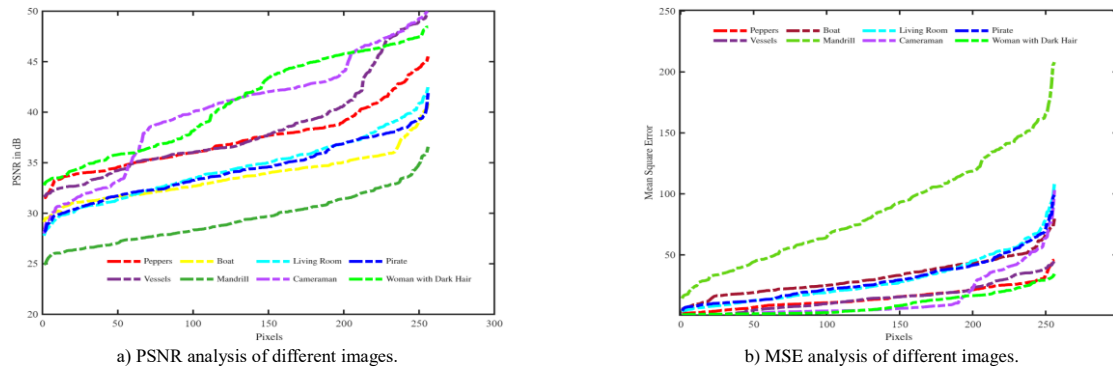 50
45
40
35
30
25
20
PSNR in dB
Peppers Boat Living Room Pirate
Vessels Mandrill Cameraman Woman with Dark Hair
0 50 100 150 200 250 300
Pixels
a) PSNR analysis of different images.
250
200
150
100
50
Mean Square Error
Peppers Boat Living Room Pirate
Vessels Mandrill Cameraman Woman with Dark Hair
0 50 100 150 200 250
Pixels
b) MSE analysis of different images.